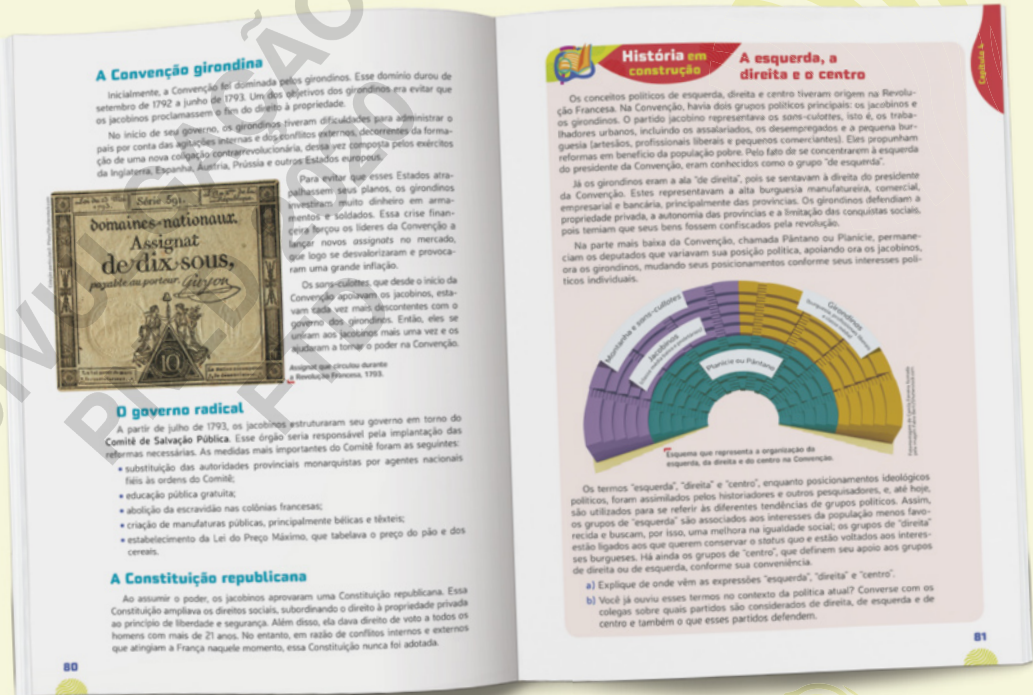 A Convenção girondina
Inicialmente, a Convenção foi dominada pelos girondinos. Esse domínio durou de
setembro de 1792 a junho de 1793. Um dos objetivos dos girondinos era evitar que
os jacobinos proclamassem o fim do direito à propriedade.
No início de seu governo, os girondinos tiveram dificuldades para administrar o
país por conta das agitações internas e dos conflitos externos, decorrentes da forma-
ção de uma nova coligação contrarrevolucionária, dessa vez composta pelos exércitos
da Inglaterra, Espanha, Áustria, Prússia e outros Estados europeus.
Série 591.
domaines nationaux.
Assignat
de dix sous,
payable au porteur.
10
Para evitar que esses Estados atra-
palhassem seus planos, os girondinos
investiram muito dinheiro em arma-
mentos e soldados. Essa crise finan-
ceira forçou os líderes da Convenção a
lançar novos assignats no mercado,
que logo se desvalorizaram e provoca-
ram uma grande inflação.
Os sans-culottes, que desde o início da
Convenção apoiavam os jacobinos, esta-
vam cada vez mais descontentes com o
governo dos girondinos. Então, eles se
uniram aos jacobinos mais uma vez e os
ajudaram a tomar o poder na Convenção.
Assignat que circulou durante
a Revolução Francesa, 1793.
O governo radical
A partir de julho de 1793, os jacobinos estruturaram seu governo em torno do
Comitê de Salvação Pública. Esse órgão seria responsável pela implantação das
reformas necessárias. As medidas mais importantes do Comitê foram as seguintes:
• substituição das autoridades provinciais monarquistas por agentes nacionais
fiéis às ordens do Comitê;
• educação pública gratuita;
• abolição da escravidão nas colônias francesas;
• criação de manufaturas públicas, principalmente bélicas e têxteis;
• estabelecimento da Lei do Preço Máximo, que tabelava o preço do pão e dos
cereais.
A Constituição republicana
Ao assumir o poder, os jacobinos aprovaram uma Constituição republicana. Essa
Constituição ampliava os direitos sociais, subordinando o direito à propriedade privada
ao princípio de liberdade e segurança. Além disso, ela dava direito de voto a todos os
homens com mais de 21 anos. No entanto, em razão de conflitos internos e externos
que atingiam a França naquele momento, essa Constituição nunca foi adotada.
80
História em
construção
A esquerda, a
direita e o centro
Capítulo 4
Os conceitos políticos de esquerda, direita e centro tiveram origem na Revolu-
ção Francesa. Na Convenção, havia dois grupos políticos principais: os jacobinos e
os girondinos. O partido jacobino representava os sans-culottes, isto é, os traba-
lhadores urbanos, incluindo os assalariados, os desempregados e a pequena bur-
guesia (artesãos, profissionais liberais e pequenos comerciantes). Eles propunham
reformas em benefício da população pobre. Pelo fato de se concentrarem à esquerda
do presidente da Convenção, eram conhecidos como o grupo "de esquerda".
Já os girondinos eram a ala "de direita", pois se sentavam à direita do presidente
da Convenção. Estes representavam a alta burguesia manufatureira, comercial,
empresarial e bancária, principalmente das províncias. Os girondinos defendiam a
propriedade privada, a autonomia das províncias e a limitação das conquistas sociais,
pois temiam que seus bens fossem confiscados pela revolução.
Na parte mais baixa da Convenção, chamada Pântano ou Planície, permane-
ciam os deputados que variavam sua posição política, apoiando ora os jacobinos,
ora os girondinos, mudando seus posicionamentos conforme seus interesses polí-
ticos individuais.
Montanha e sans-culottes
Jacobinos
Planície ou Pântano
Girondinos
Esquema que representa a organização da
esquerda, da direita e do centro na Convenção.
Os termos "esquerda", "direita" e "centro", enquanto posicionamentos ideológicos
políticos, foram assimilados pelos historiadores e outros pesquisadores, e, até hoje,
são utilizados para se referir às diferentes tendências de grupos políticos. Assim,
os grupos de "esquerda" são associados aos interesses da população menos favo-
recida e buscam, por isso, uma melhora na igualdade social; os grupos de "direita"
estão ligados aos que querem conservar o status quo e estão voltados aos interes-
ses burgueses. Há ainda os grupos de "centro", que definem seu apoio aos grupos
de direita ou de esquerda, conforme sua conveniência.
a) Explique de onde vêm as expressões "esquerda", "direita" e "centro".
b) Você já ouviu esses termos no contexto da política atual? Converse com os
colegas sobre quais partidos são considerados de direita, de esquerda e de
centro e também o que esses partidos defendem.
81